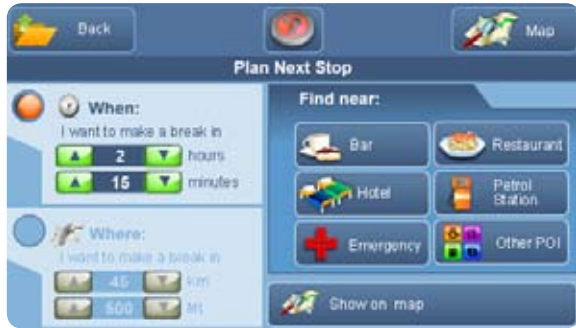 Back
Map
Plan Next Stop
When:
I want to make a break in
2 hours
15 minutes
Where:
I want to make a break in
45 km
500 Mt
Find near:
Bar
Restaurant
Hotel
Petrol
Station
Emergency
Other POI
Show on map